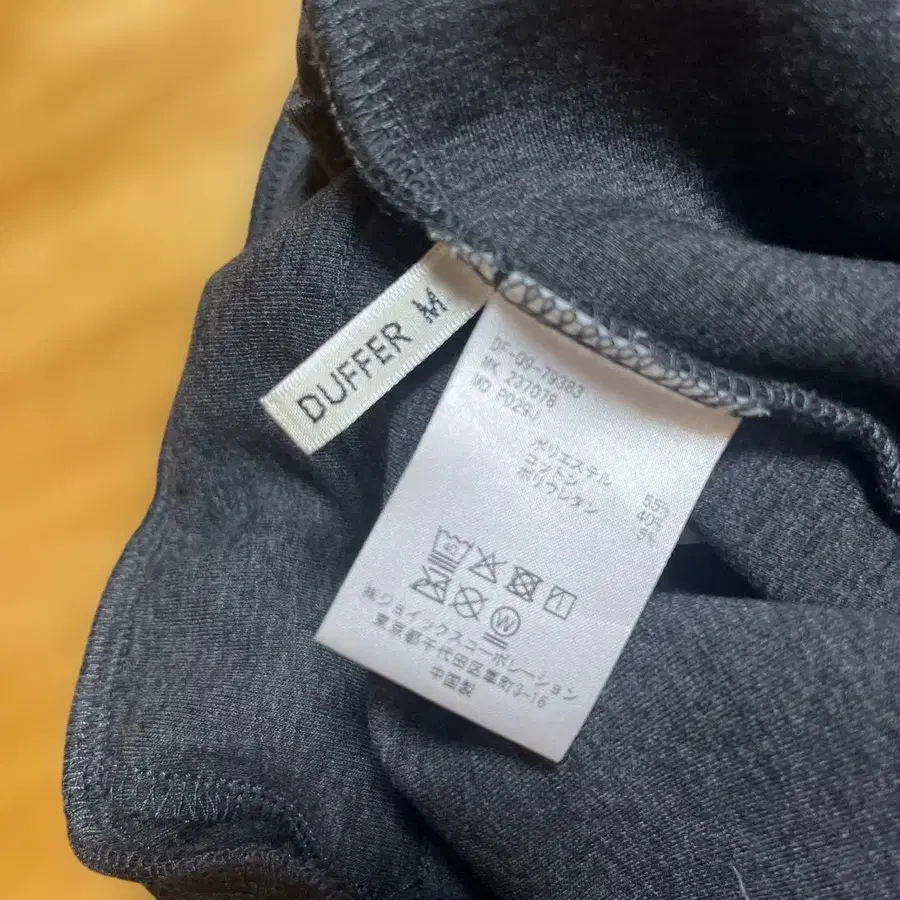 DUFFER M
DF-09-79383
MK 237078
WD P029J
ポリエステル 55%
コットン 40%
ポリウレタン 5%
W
㈱ジョイックスコーポレーション
東京都千代田区 町3-16
中国製